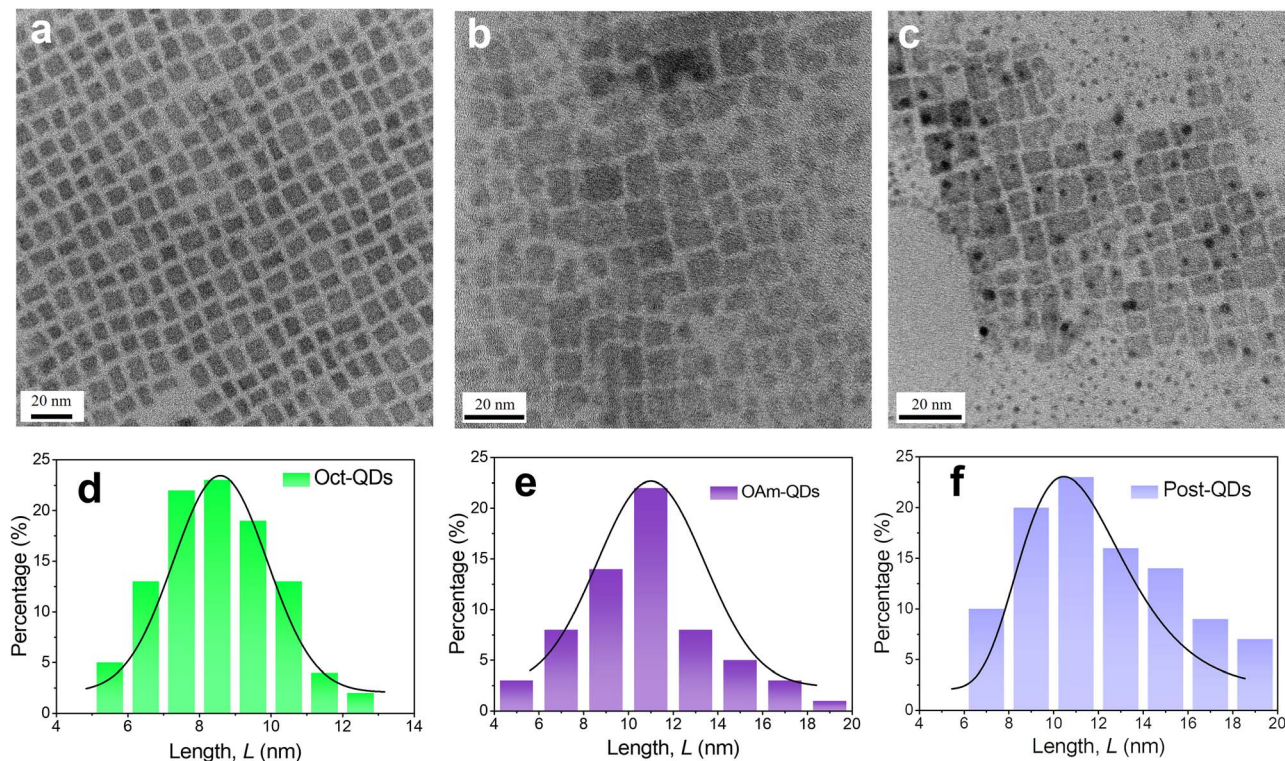 a
b
c
20 nm
20 nm
20 nm
d
Oct-QDs
Percentage (%)
25
20
15
10
5
0
4 6 8 10 12 14
Length, L (nm)
e
OAm-QDs
Percentage (%)
25
20
15
10
5
0
4 6 8 10 12 14 16 18 20
Length, L (nm)
f
Post-QDs
Percentage (%)
25
20
15
10
5
0
4 6 8 10 12 14 16 18 20
Length, L (nm)